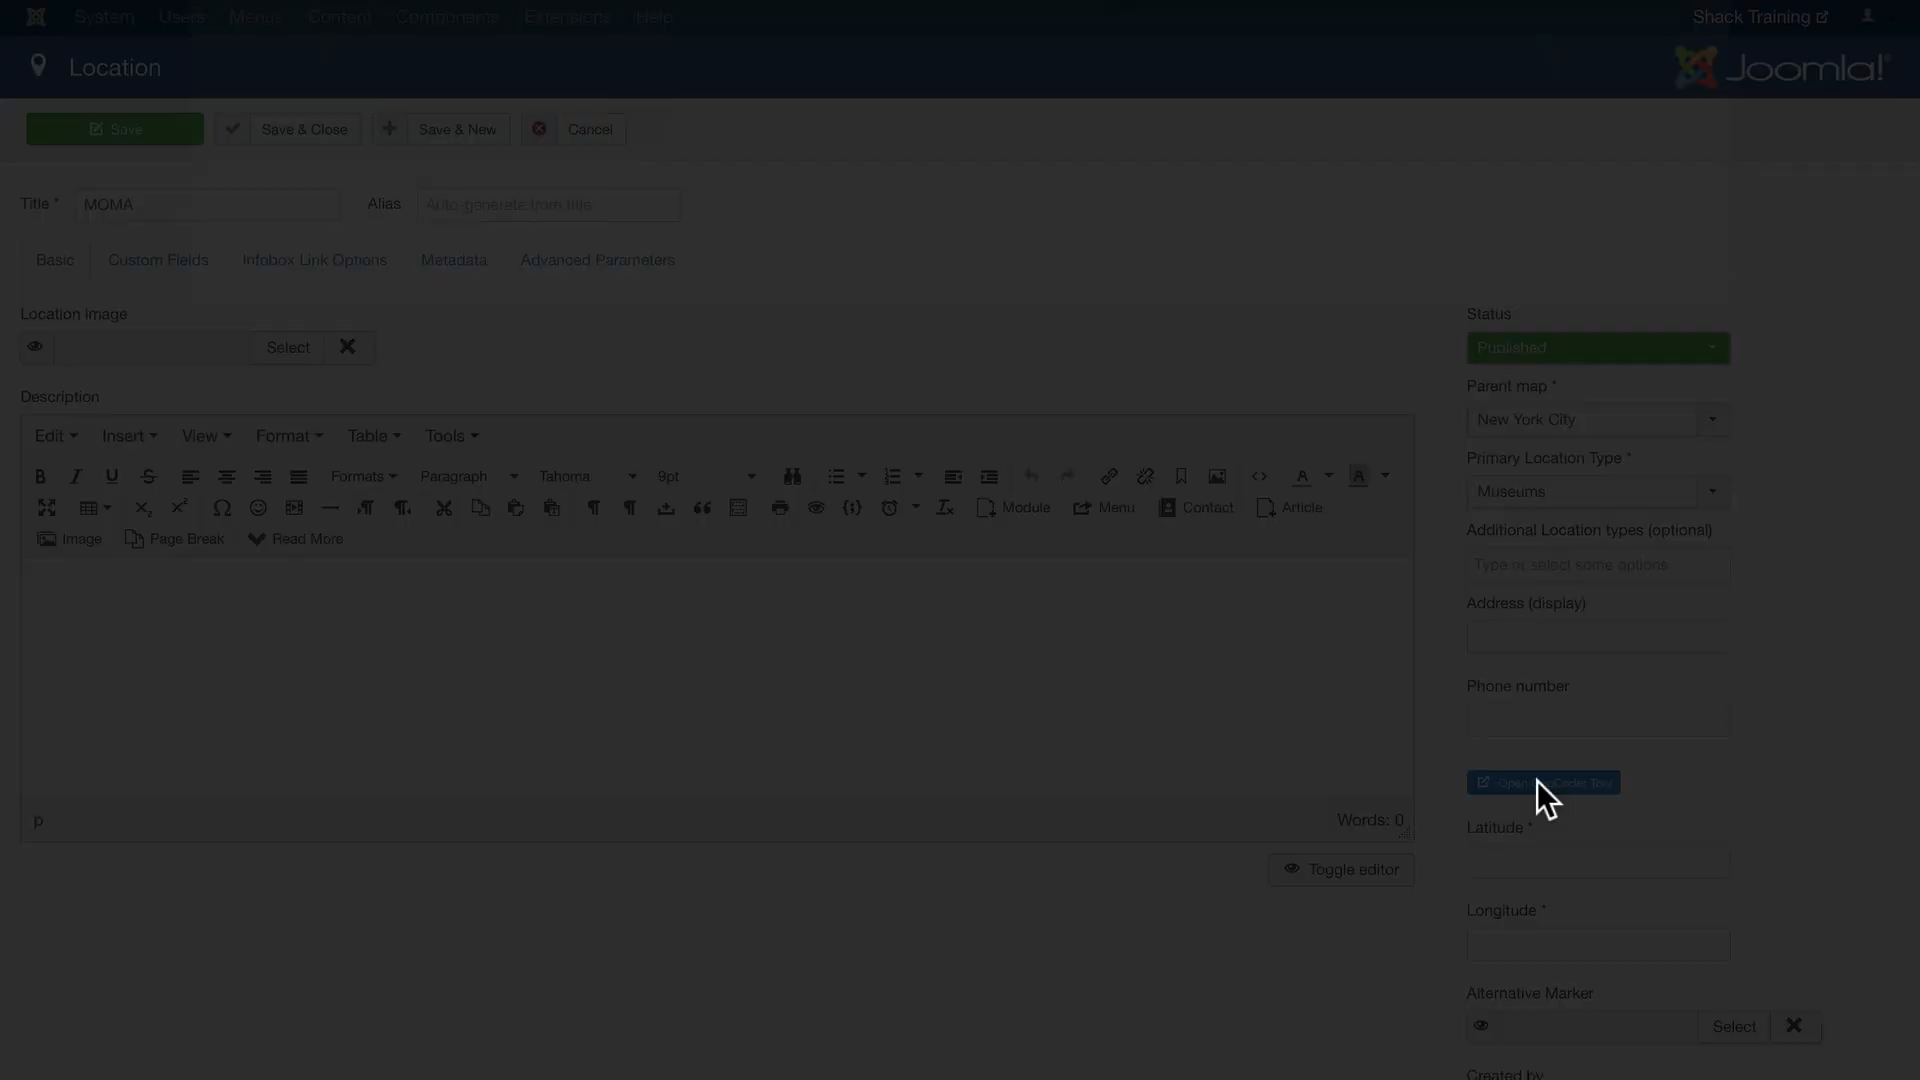 System Users Menus Content Components Extensions Help Shack Training
Location Joomla!
Save Save & Close Save & New Cancel
Title * MOMA Alias Auto-generate from title
Basic Custom Fields Infobox Link Options Metadata Advanced Parameters
Location Image Status
Select Published
Parent map *
Description New York City
Edit Insert View Format Table Tools
Primary Location Type *
Formats Paragraph Tahoma 9pt
Museums
Module Menu Contact Article
Additional Location types (optional)
Image Page Break Read More
Type or select some options
Address (display)
Phone number
Open Tool
p Words: 0
Latitude *
Toggle editor
Longitude *
Alternative Marker
Select
Created by